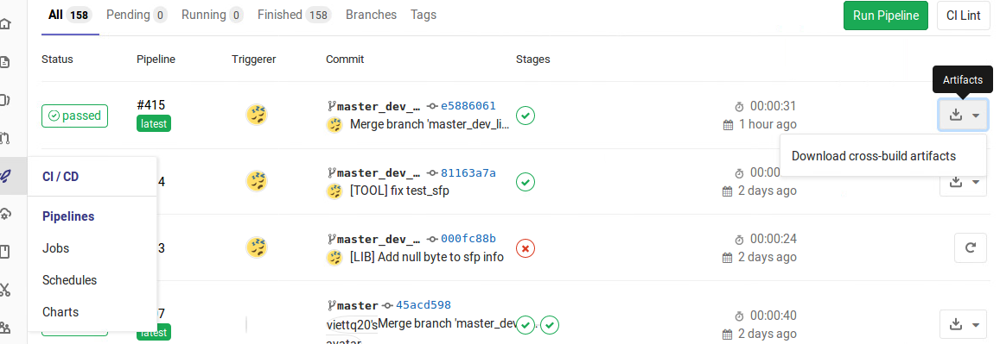 All 158 Pending 0 Running 0 Finished 158 Branches Tags Run Pipeline CI Lint
Status Pipeline Triggerer Commit Stages
Artifacts
passed #415 master_dev_... e5886061 00:00:31
latest Merge branch 'master_dev_li... 1 hour ago
Download cross-build artifacts
CI / CD
4 master_dev_... 81163a7a 00:00
[TOOL] fix test_sfp 2 days ago
Pipelines
Jobs
3 master_dev_... 000fc88b 00:00:24
[LIB] Add null byte to sfp info 2 days ago
Schedules
Charts
7 master 45acd598 00:00:40
latest viettq20's Merge branch 'master_dev 2 days ago
avatar